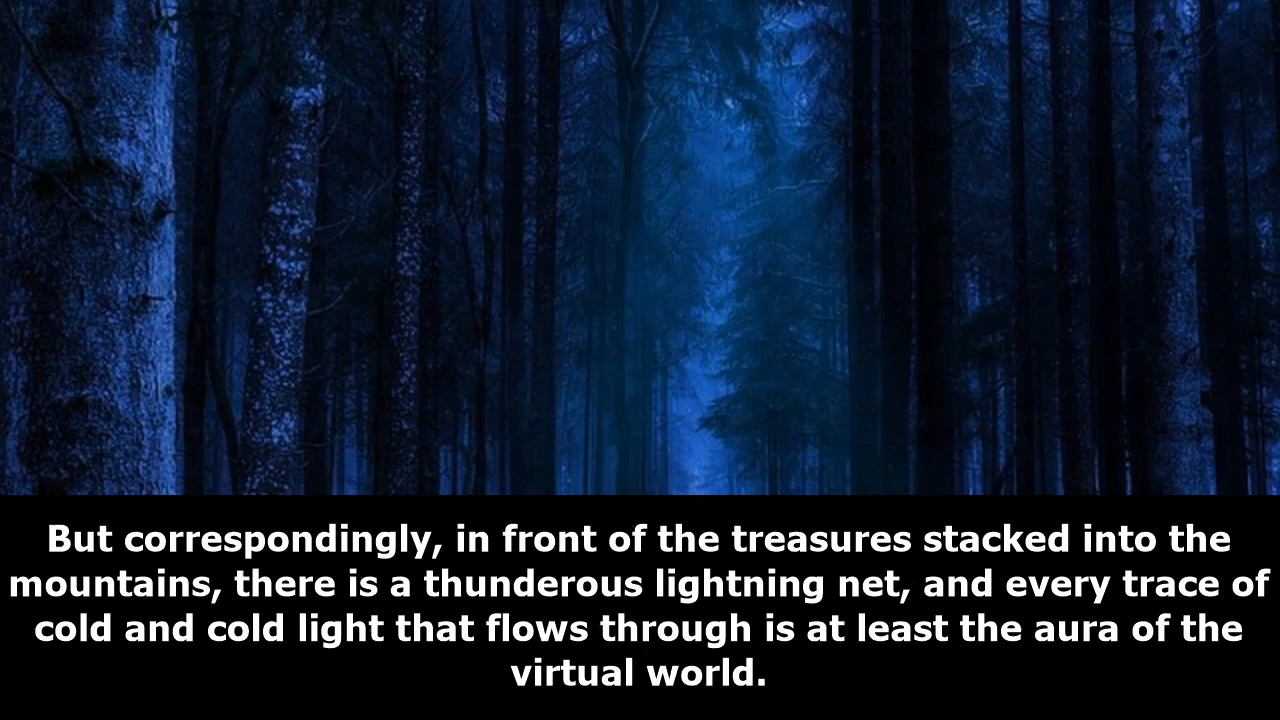 But correspondingly, in front of the treasures stacked into the
mountains, there is a thunderous lightning net, and every trace of
cold and cold light that flows through is at least the aura of the
virtual world.